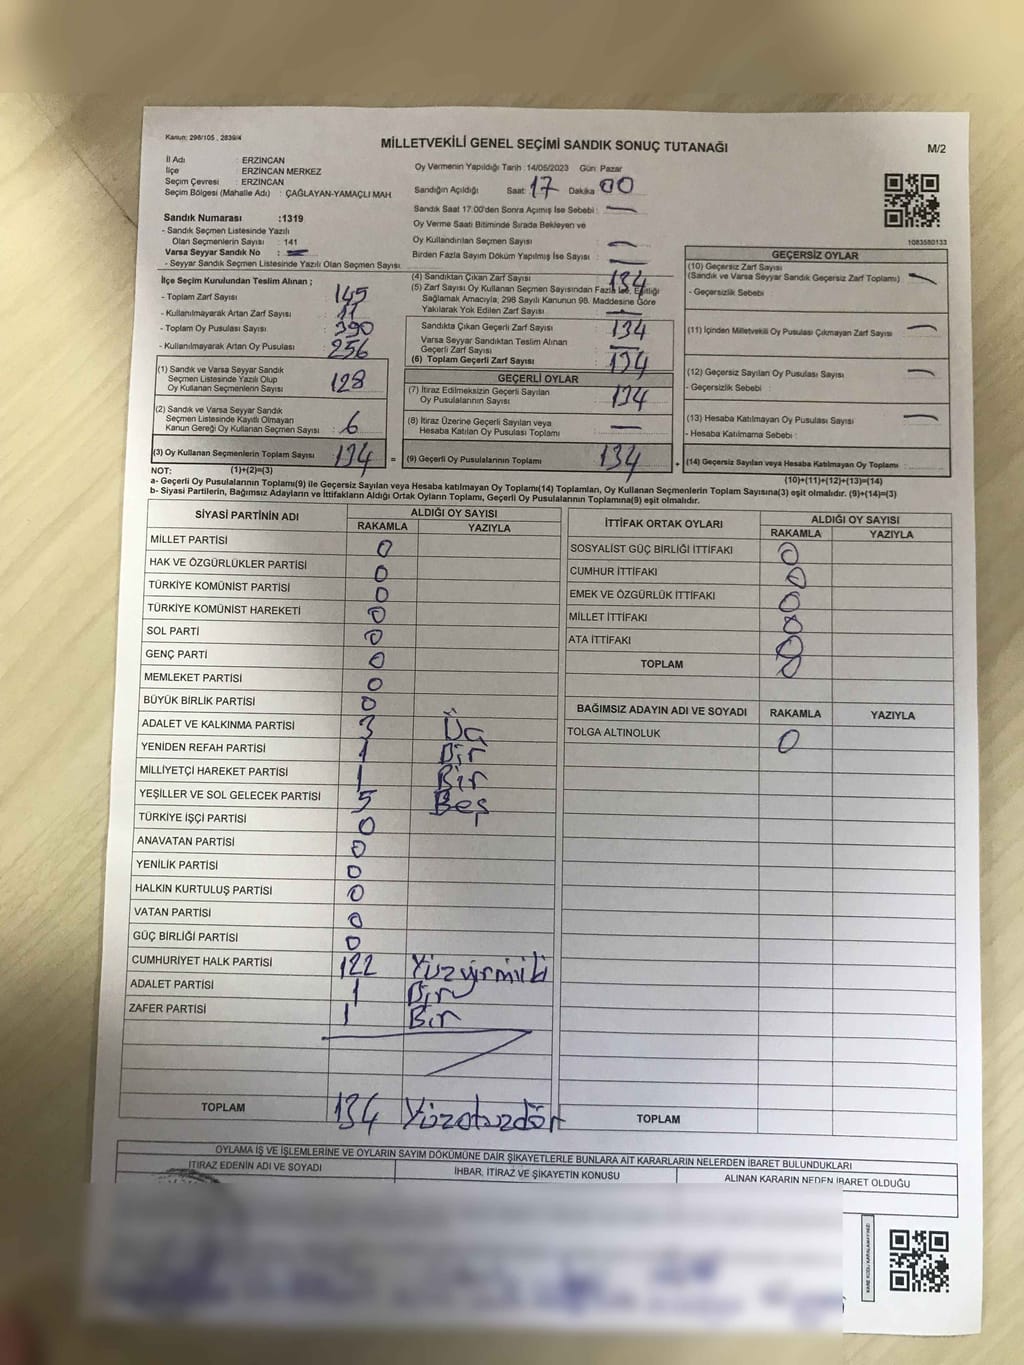 Kanun: 298/105 , 2839/4
MİLLETVEKİLİ GENEL SEÇİMİ SANDIK SONUÇ TUTANAĞI
M/2
İl Adı : ERZİNCAN
İlçe : ERZİNCAN MERKEZ
Seçim Çevresi : ERZİNCAN
Seçim Bölgesi (Mahalle Adı) : ÇAĞLAYAN-YAMAÇLI MAH.
Sandık Numarası :1319
- Sandık Seçmen Listesinde Yazılı
Olan Seçmenlerin Sayısı : 141
Varsa Seyyar Sandık No :
- Seyyar Sandık Seçmen Listesinde Yazılı Olan Seçmen Sayısı:
Oy Vermenin Yapıldığı Tarih :14/05/2023 Gün: Pazar
Sandığın Açıldığı Saat: 17 Dakika 00
Sandık Saat 17:00'den Sonra Açımış İse Sebebi : —
Oy Verme Saati Bitiminde Sırada Bekleyen ve
Oy Kullandırılan Seçmen Sayısı : —
Birden Fazla Sayım Döküm Yapılmış İse Sayısı : —
1083580133
İlçe Seçim Kurulundan Teslim Alınan ;
- Toplam Zarf Sayısı : 145
- Kullanılmayarak Artan Zarf Sayısı : 11
- Toplam Oy Pusulası Sayısı : 390
- Kullanılmayarak Artan Oy Pusulası : 256
(1) Sandık ve Varsa Seyyar Sandık
Seçmen Listesinde Yazılı Olup
Oy Kullanan Seçmenlerin Sayısı : 128
(2) Sandık ve Varsa Seyyar Sandık
Seçmen Listesinde Kayıtlı Olmayan
Kanun Gereği Oy Kullanan Seçmen Sayısı : 6
(3) Oy Kullanan Seçmenlerin Toplam Sayısı : 134
(4) Sandıktan Çıkan Zarf Sayısı : 134
(5) Zarf Sayısı Oy Kullanan Seçmen Sayısından Fazla İse, Eşitliği
Sağlamak Amacıyla, 298 Sayılı Kanunun 98. Maddesine Göre
Yakılarak Yok Edilen Zarf Sayısı : —
Sandıkta Çıkan Geçerli Zarf Sayısı : 134
Varsa Seyyar Sandıktan Teslim Alınan
Geçerli Zarf Sayısı : —
(6) Toplam Geçerli Zarf Sayısı : 134
GEÇERLİ OYLAR
(7) İtiraz Edilmeksizin Geçerli Sayılan
Oy Pusulalarının Sayısı : 134
(8) İtiraz Üzerine Geçerli Sayılan veya
Hesaba Katılan Oy Pusulası Toplamı : —
= (9) Geçerli Oy Pusulalarının Toplamı : 134
GEÇERSİZ OYLAR
(10) Geçersiz Zarf Sayısı :
(Sandık ve Varsa Seyyar Sandık Geçersiz Zarf Toplamı) —
- Geçersizlik Sebebi :
(11) İçinden Milletvekili Oy Pusulası Çıkmayan Zarf Sayısı : —
(12) Geçersiz Sayılan Oy Pusulası Sayısı : —
- Geçersizlik Sebebi :
(13) Hesaba Katılmayan Oy Pusulası Sayısı : —
- Hesaba Katılmama Sebebi :
+ (14) Geçersiz Sayılan veya Hesaba Katılmayan Oy Toplamı :
NOT: (1)+(2)=(3)
(10)+(11)+(12)+(13)=(14)
a- Geçerli Oy Pusulaları Toplamı(9) ile Geçersiz Sayılan veya Hesaba Katılmayan Oy Toplamı(14) Toplamları, Oy Kullanan Seçmenlerin Toplam Sayısına(3) eşit olmalıdır. (9)+(14)=(3)
b- Siyasi Partilerin, Bağımsız Adayların ve İttifakların Aldığı Ortak Oyların Toplamı, Geçerli Oy Pusulalarının Toplamına(9) eşit olmalıdır.
SİYASİ PARTİNİN ADI ALDIĞI OY SAYISI
RAKAMLA YAZIYLA
MİLLET PARTİSİ 0
HAK VE ÖZGÜRLÜKLER PARTİSİ 0
TÜRKİYE KOMÜNİST PARTİSİ 0
TÜRKİYE KOMÜNİST HAREKETİ 0
SOL PARTİ 0
GENÇ PARTİ 0
MEMLEKET PARTİSİ 0
BÜYÜK BİRLİK PARTİSİ 0
ADALET VE KALKINMA PARTİSİ 3 Üç
YENİDEN REFAH PARTİSİ 1 Bir
MİLLİYETÇİ HAREKET PARTİSİ 1 Bir
YEŞİLLER VE SOL GELECEK PARTİSİ 5 Beş
TÜRKİYE İŞÇİ PARTİSİ 0
ANAVATAN PARTİSİ 0
YENİLİK PARTİSİ 0
HALKIN KURTULUŞ PARTİSİ 0
VATAN PARTİSİ 0
GÜÇ BİRLİĞİ PARTİSİ 0
CUMHURİYET HALK PARTİSİ 122 Yüzyirmiiki
ADALET PARTİSİ 1 Bir
ZAFER PARTİSİ 1 Bir
TOPLAM 134 Yüzotuzdört
İTTİFAK ORTAK OYLARI ALDIĞI OY SAYISI
RAKAMLA YAZIYLA
SOSYALİST GÜÇ BİRLİĞİ İTTİFAKI 0
CUMHUR İTTİFAKI 0
EMEK VE ÖZGÜRLÜK İTTİFAKI 0
MİLLET İTTİFAKI 0
ATA İTTİFAKI 0
TOPLAM 0
BAĞIMSIZ ADAYIN ADI VE SOYADI RAKAMLA YAZIYLA
TOLGA ALTINOLUK 0
TOPLAM
OYLAMA İŞ VE İŞLEMLERİNE VE OYLARIN SAYIM DÖKÜMÜNE DAİR ŞİKAYETLERLE BUNLARA AİT KARARLARIN NELERDEN İBARET BULUNDUKLARI
İTİRAZ EDENİN ADI VE SOYADI
İHBAR, İTİRAZ VE ŞİKAYETİN KONUSU
ALINAN KARARIN NEDEN İBARET OLDUĞU